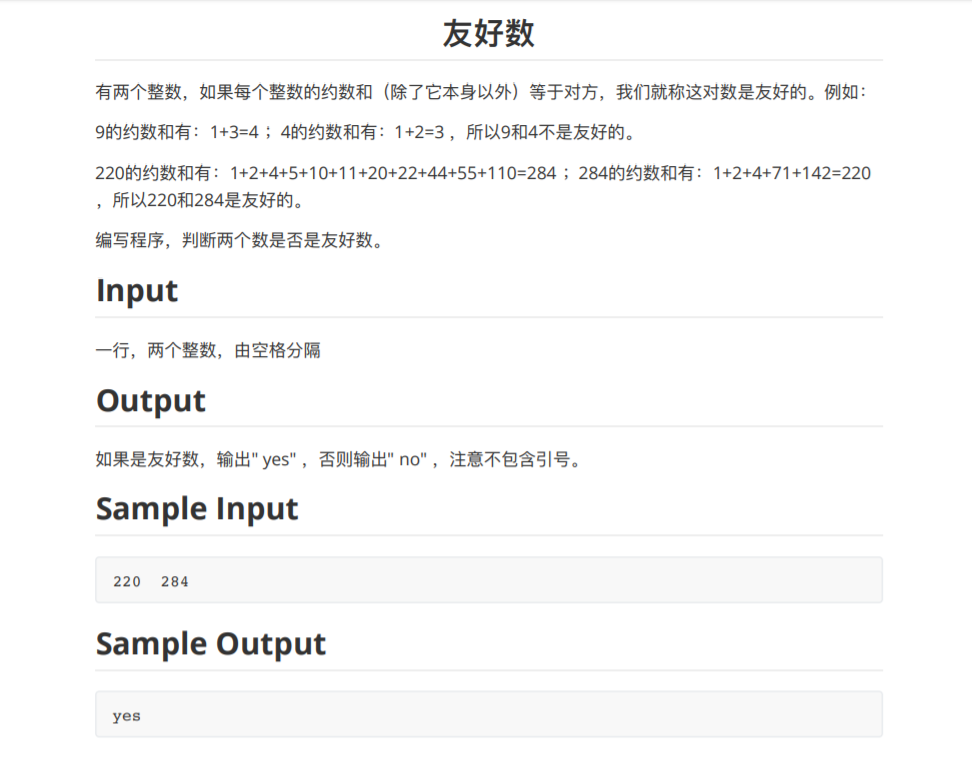 友好数
有两个整数，如果每个整数的约数和（除了它本身以外）等于对方，我们就称这对数是友好的。例如：
9的约数和有：1+3=4 ；4的约数和有：1+2=3 ，所以9和4不是友好的。
220的约数和有：1+2+4+5+10+11+20+22+44+55+110=284 ；284的约数和有：1+2+4+71+142=220
，所以220和284是友好的。
编写程序，判断两个数是否是友好数。
Input
一行，两个整数，由空格分隔
Output
如果是友好数，输出" yes" ，否则输出" no" ，注意不包含引号。
Sample Input
220  284
Sample Output
yes